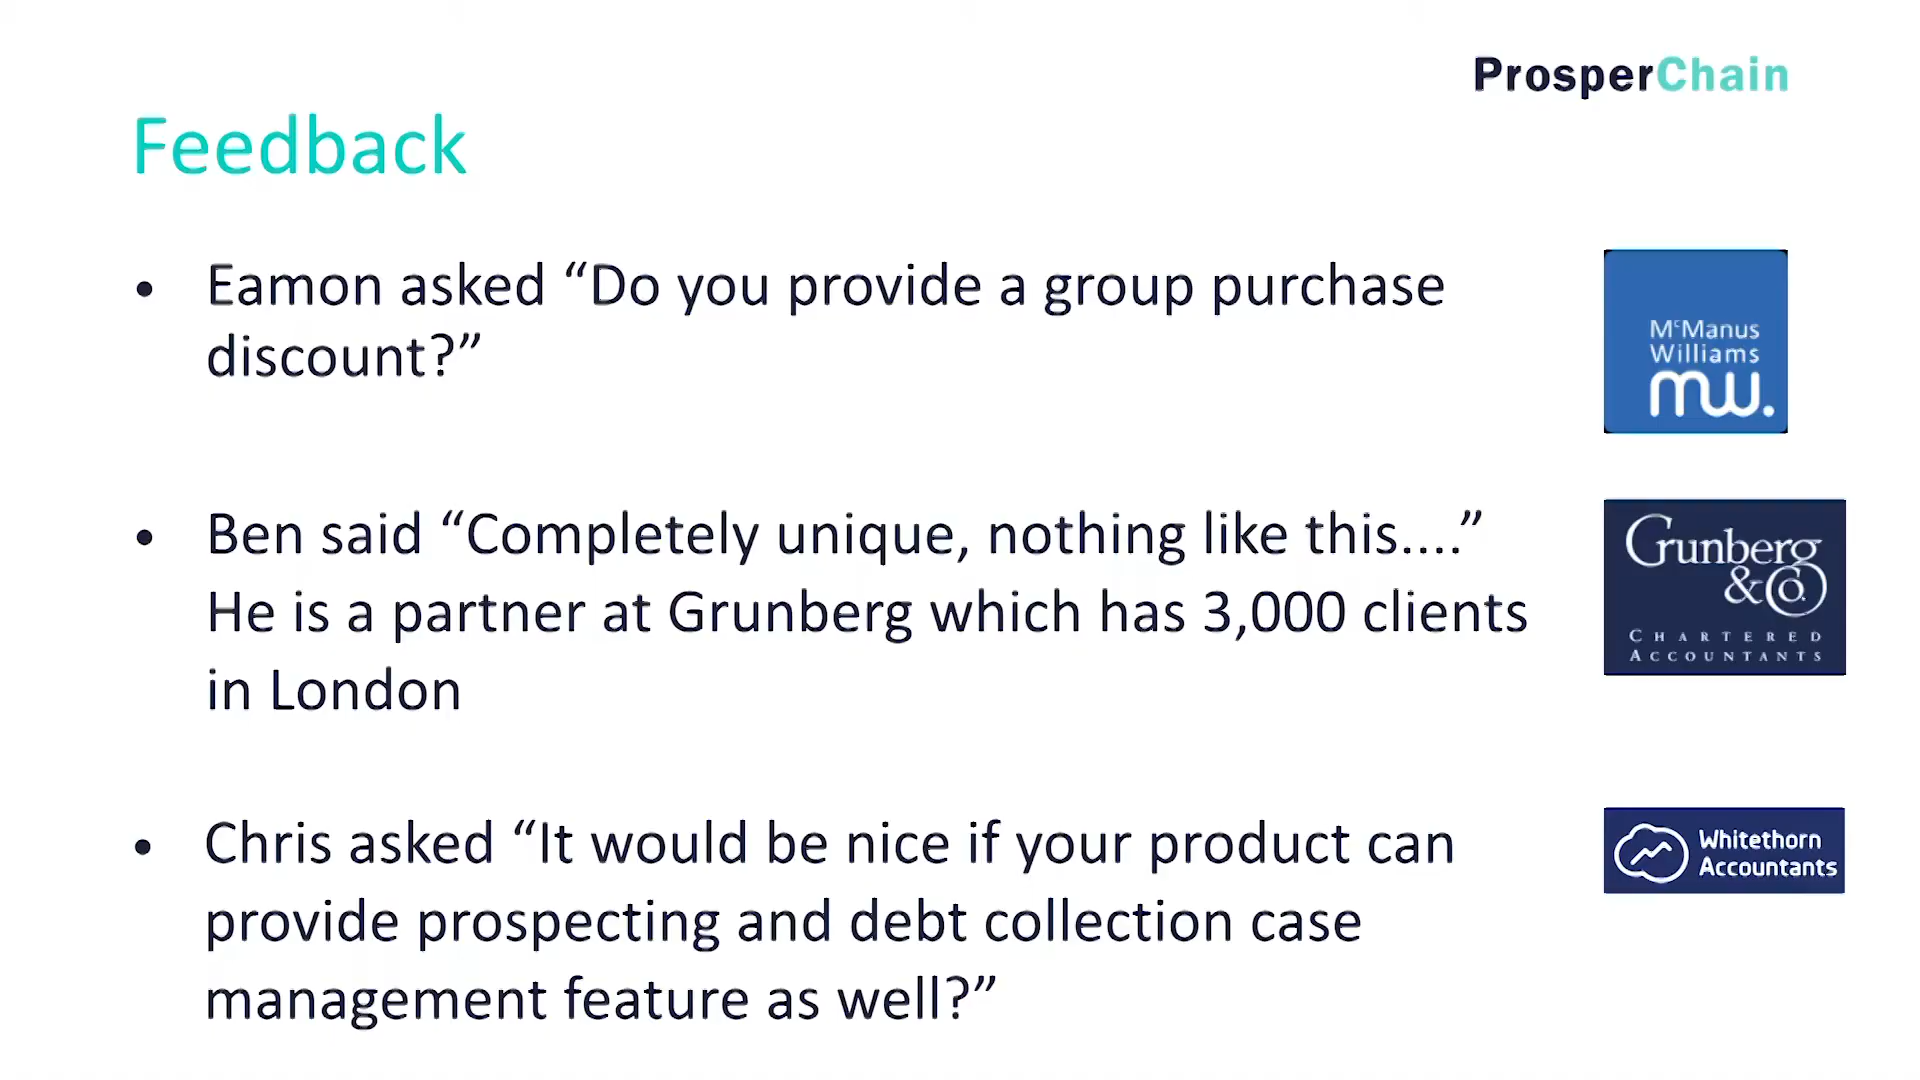 ProsperChain
Feedback
• Eamon asked “Do you provide a group purchase
discount?”
McManus
Williams
mw.
• Ben said “Completely unique, nothing like this....”
He is a partner at Grunberg which has 3,000 clients
in London
Grunberg
& Co.
CHARTERED
ACCOUNTANTS
• Chris asked “It would be nice if your product can
provide prospecting and debt collection case
management feature as well?”
Whitethorn
Accountants